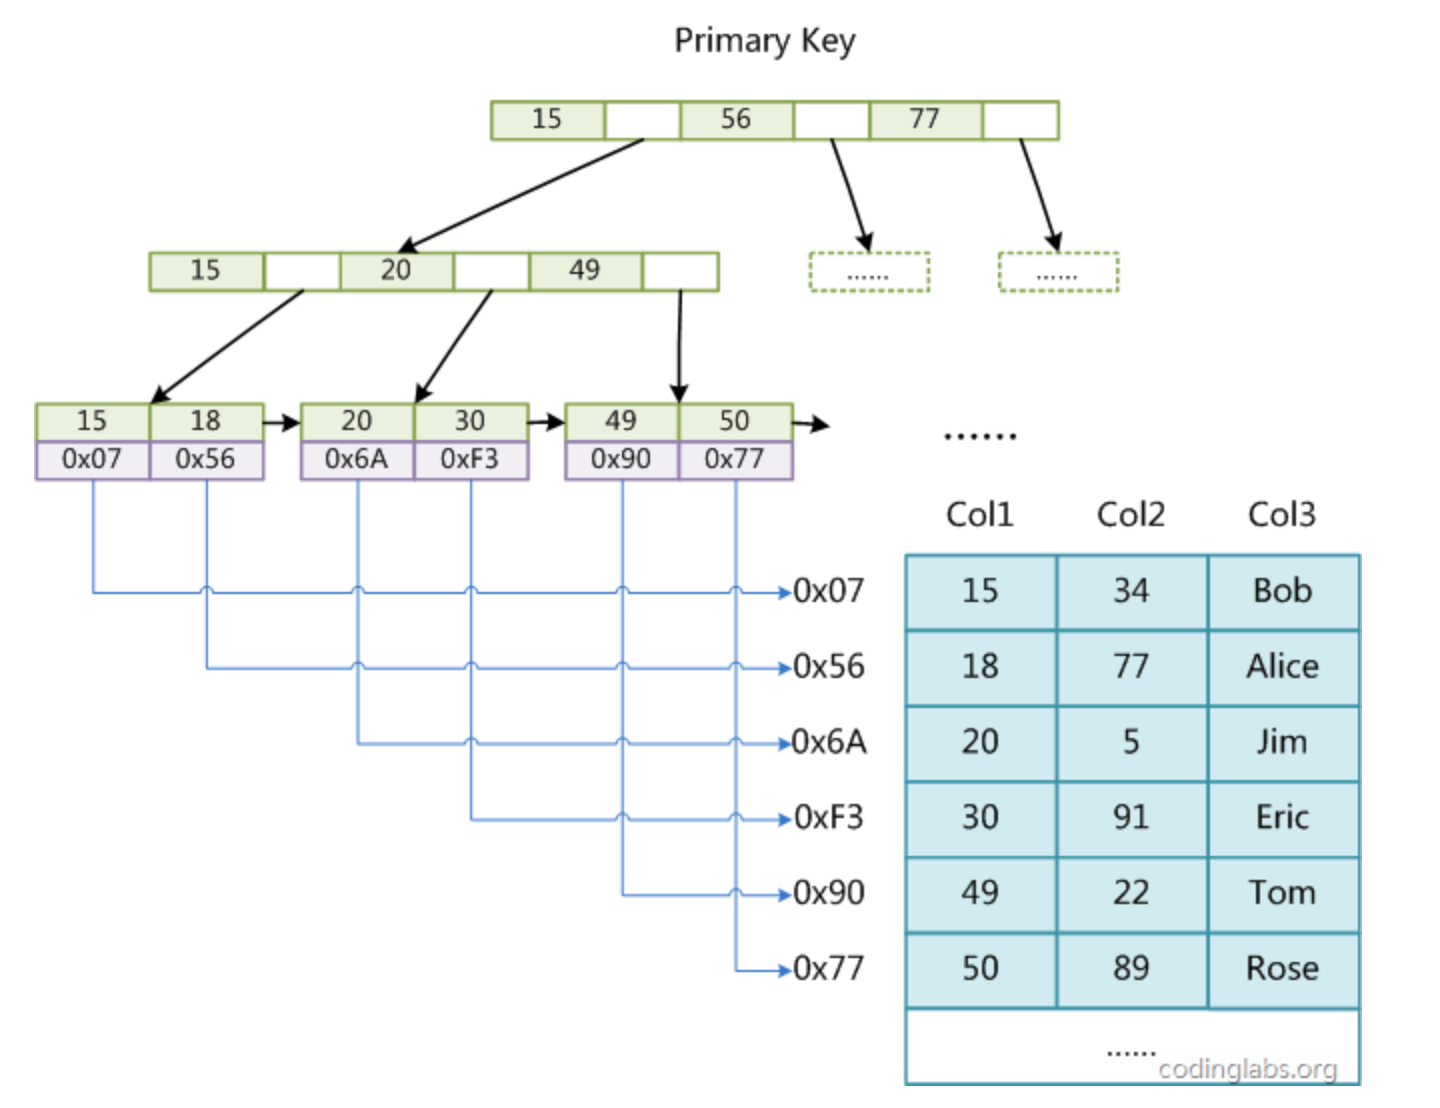 Primary Key
15 56 77
15 20 49
...... ......
15 18 20 30 49 50
0x07 0x56 0x6A 0xF3 0x90 0x77
......
Col1 Col2 Col3
0x07 15 34 Bob
0x56 18 77 Alice
0x6A 20 5 Jim
0xF3 30 91 Eric
0x90 49 22 Tom
0x77 50 89 Rose
......
codinglabs.org